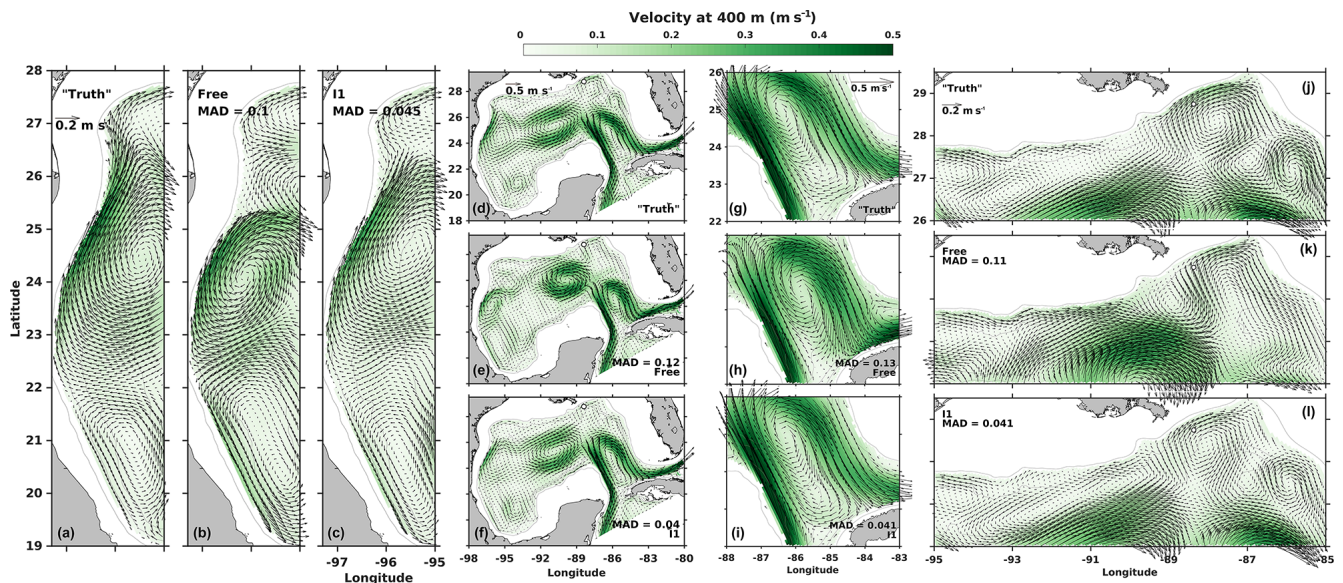 Velocity at 400 m (m s⁻¹)
0 0.1 0.2 0.3 0.4 0.5
Latitude
28
27
26
25
24
23
22
21
20
19
"Truth"
0.2 m s
(a)
Free
MAD = 0.1
(b)
I1
MAD = 0.045
(c)
-97 -96 -95
Longitude
28
26
24
22
20
18
0.5 m s⁻¹
(d)
"Truth"
(e)
MAD = 0.12
Free
(f)
MAD = 0.04
I1
-98 -95 -92 -89 -86 -83 -80
Longitude
26
25
24
23
22
0.5 m s⁻¹
(g)
"Truth"
(h)
MAD = 0.13
Free
(i)
MAD = 0.041
I1
-88 -87 -86 -85 -84 -83
Longitude
29
28
27
26
"Truth"
0.2 m s⁻¹
(j)
Free
MAD = 0.11
(k)
I1
MAD = 0.041
(l)
-95 -93 -91 -89 -87 -85
Longitude